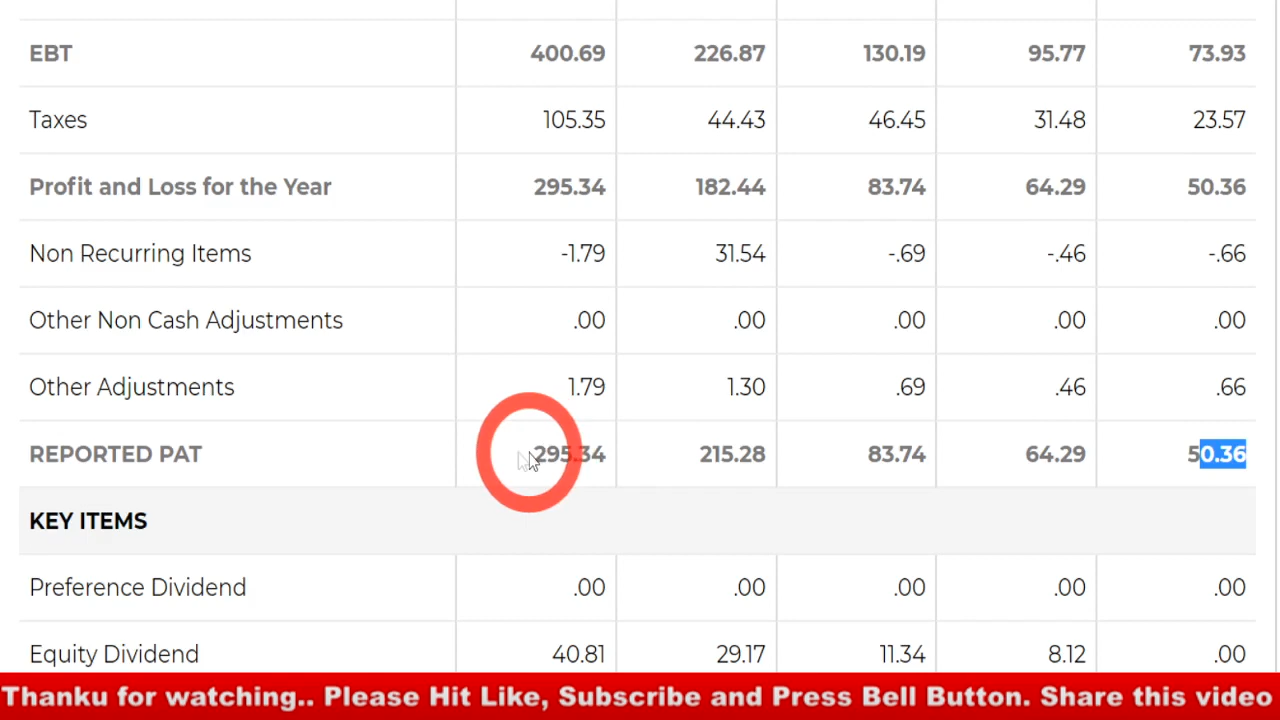 EBT 400.69 226.87 130.19 95.77 73.93
Taxes 105.35 44.43 46.45 31.48 23.57
Profit and Loss for the Year 295.34 182.44 83.74 64.29 50.36
Non Recurring Items -1.79 31.54 -.69 -.46 -.66
Other Non Cash Adjustments .00 .00 .00 .00 .00
Other Adjustments 1.79 1.30 .69 .46 .66
REPORTED PAT 295.34 215.28 83.74 64.29 50.36
KEY ITEMS
Preference Dividend .00 .00 .00 .00 .00
Equity Dividend 40.81 29.17 11.34 8.12 .00
Thanku for watching.. Please Hit Like, Subscribe and Press Bell Button. Share this video